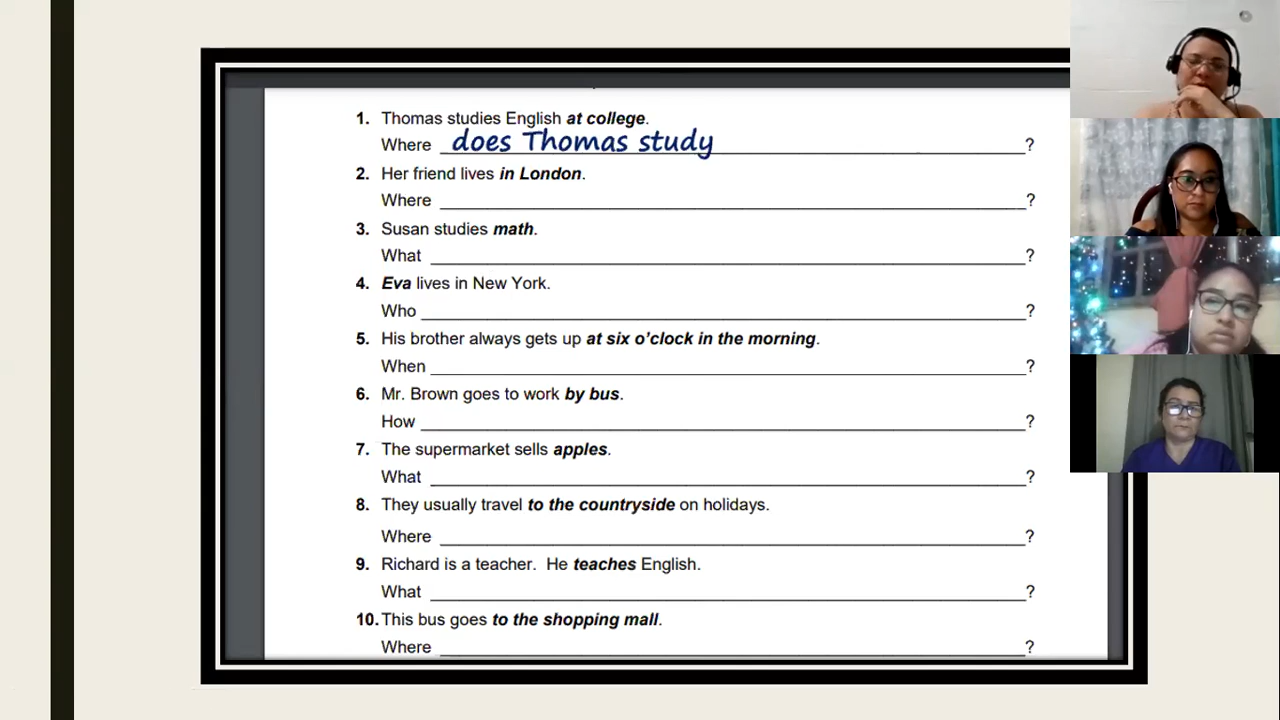 1. Thomas studies English at college.
Where does Thomas study ?
2. Her friend lives in London.
Where ?
3. Susan studies math.
What ?
4. Eva lives in New York.
Who ?
5. His brother always gets up at six o’clock in the morning.
When ?
6. Mr. Brown goes to work by bus.
How ?
7. The supermarket sells apples.
What ?
8. They usually travel to the countryside on holidays.
Where ?
9. Richard is a teacher. He teaches English.
What ?
10. This bus goes to the shopping mall.
Where ?